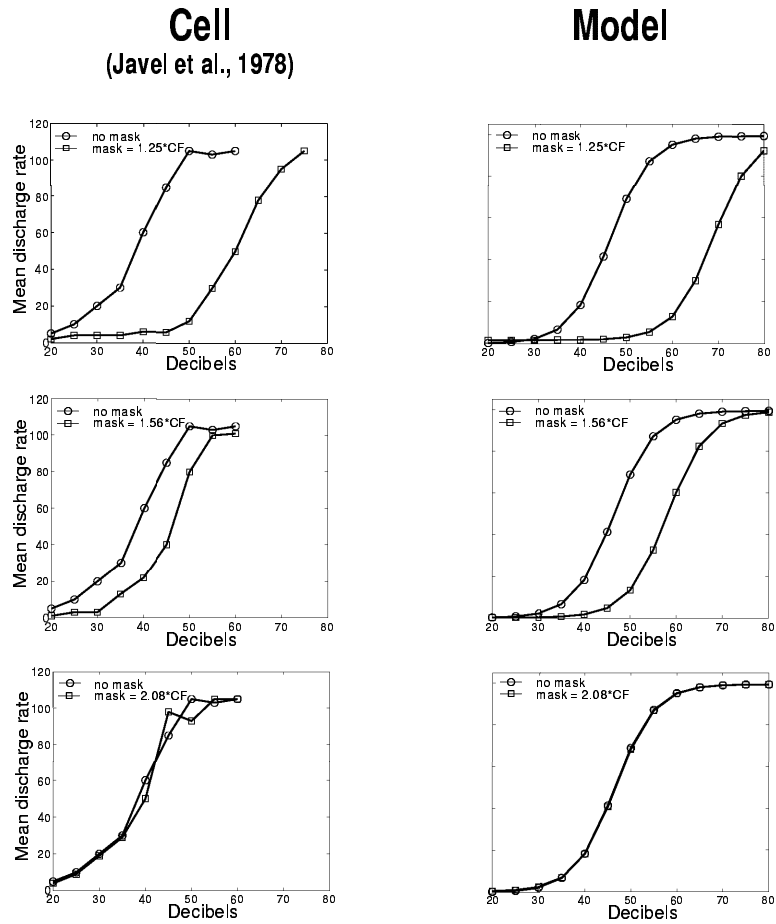 Cell
(Javel et al., 1978)
Model
no mask
mask = 1.25*CF
Mean discharge rate
120
100
80
60
40
20
0
20 30 40 50 60 70 80
Decibels
no mask
mask = 1.25*CF
20 30 40 50 60 70 80
Decibels
no mask
mask = 1.56*CF
Mean discharge rate
120
100
80
60
40
20
0
20 30 40 50 60 70 80
Decibels
no mask
mask = 1.56*CF
20 30 40 50 60 70 80
Decibels
no mask
mask = 2.08*CF
Mean discharge rate
120
100
80
60
40
20
0
20 30 40 50 60 70 80
Decibels
no mask
mask = 2.08*CF
20 30 40 50 60 70 80
Decibels